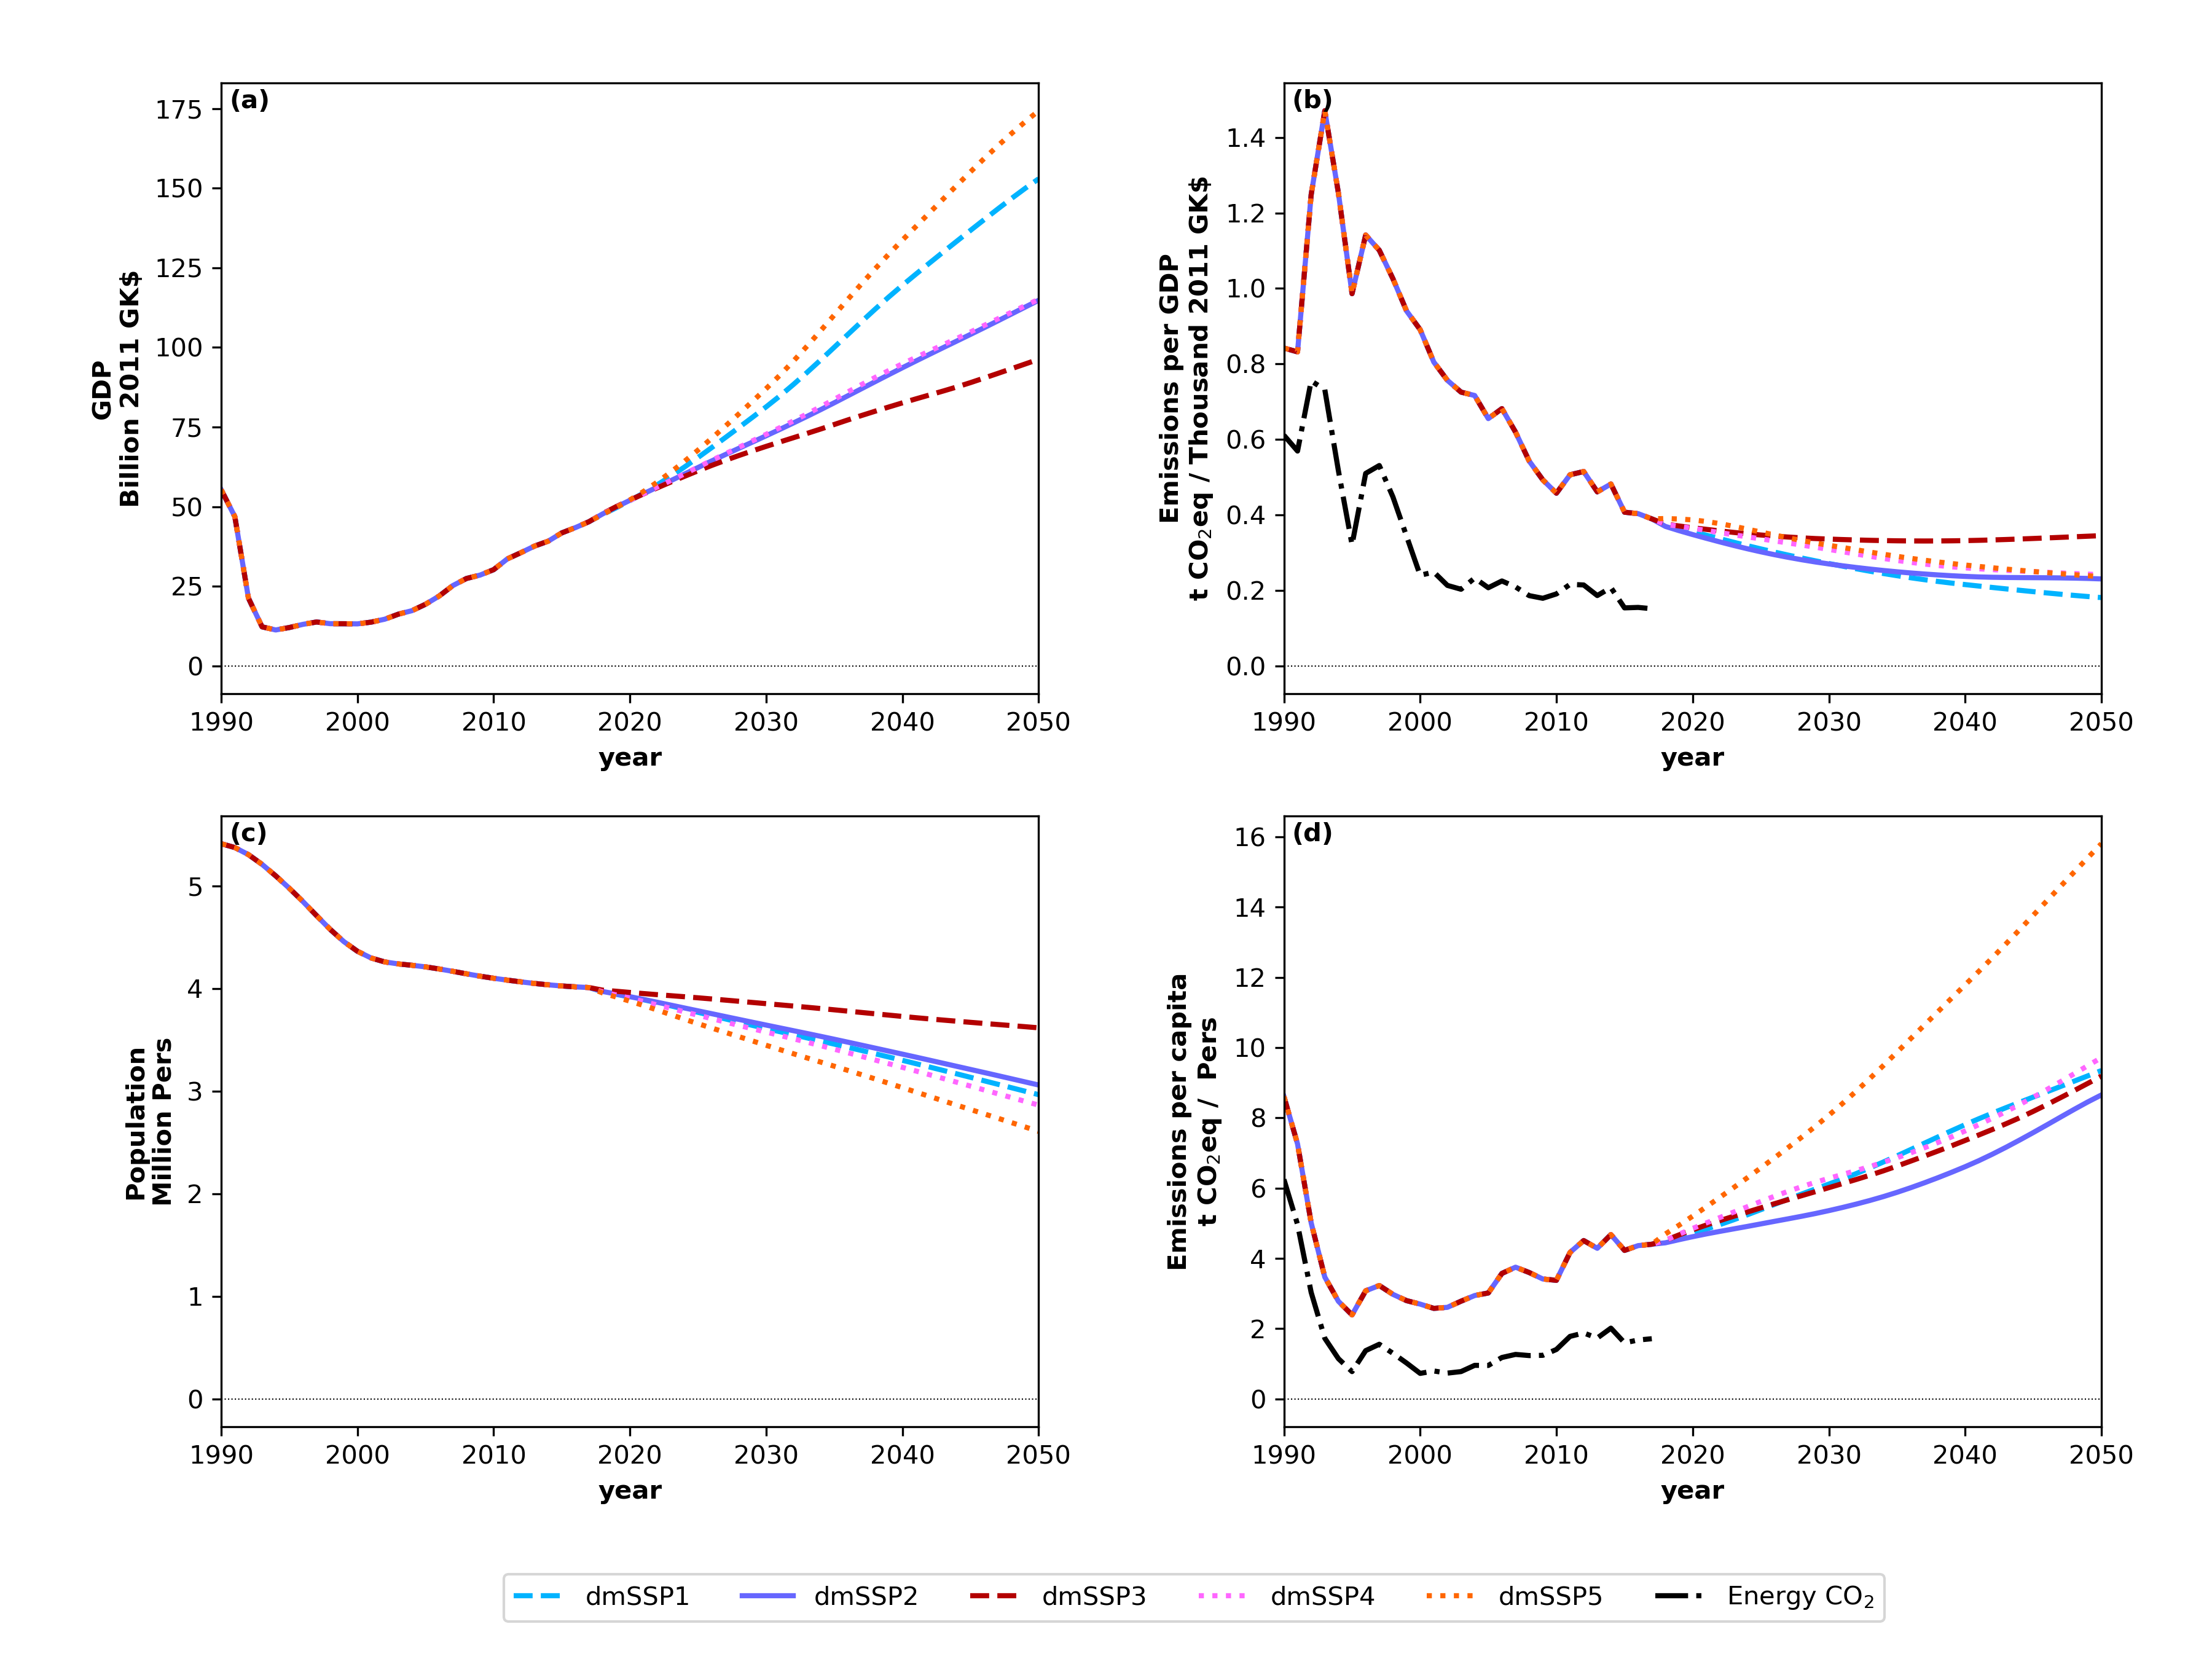 (a)
GDP
Billion 2011 GK$
175
150
125
100
75
50
25
0
1990 2000 2010 2020 2030 2040 2050
year
(b)
Emissions per GDP
t CO₂eq / Thousand 2011 GK$
1.4
1.2
1.0
0.8
0.6
0.4
0.2
0.0
1990 2000 2010 2020 2030 2040 2050
year
(c)
Population
Million Pers
5
4
3
2
1
0
1990 2000 2010 2020 2030 2040 2050
year
(d)
Emissions per capita
t CO₂eq / Pers
16
14
12
10
8
6
4
2
0
1990 2000 2010 2020 2030 2040 2050
year
dmSSP1 dmSSP2 dmSSP3 dmSSP4 dmSSP5 Energy CO₂